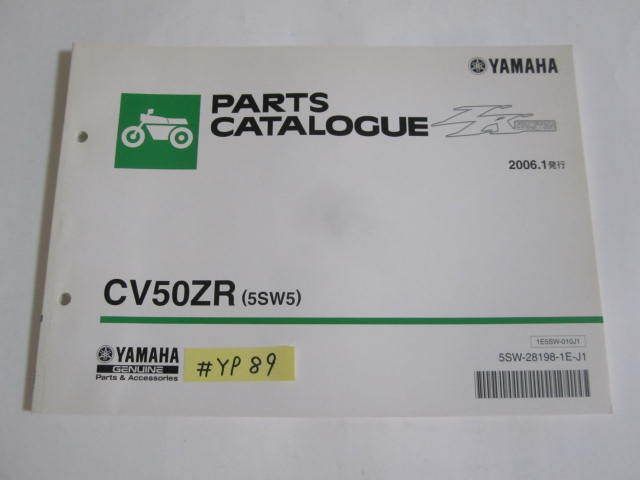 YAMAHA
PARTS
CATALOGUE
2006.1発行
CV50ZR (5SW5)
1E5SW-010J1
5SW-28198-1E-J1
YAMAHA
GENUINE
Parts & Accessories
#YP89